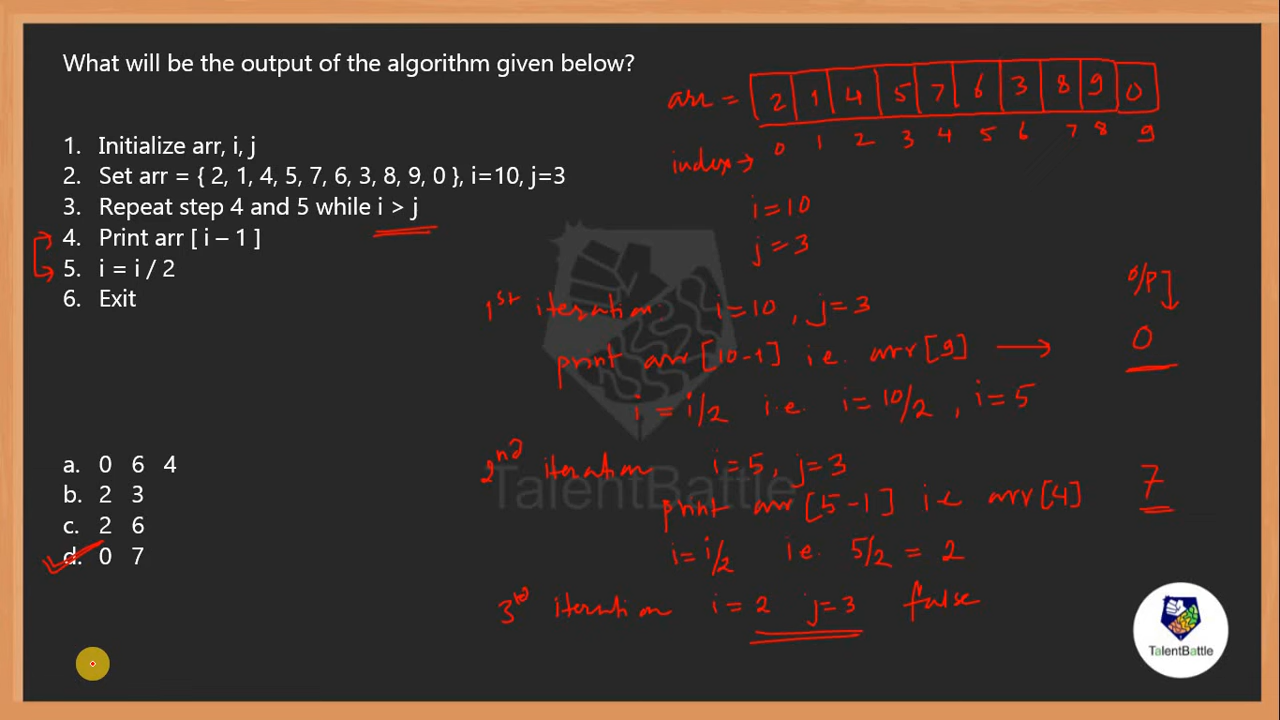 What will be the output of the algorithm given below?
1. Initialize arr, i, j
2. Set arr = { 2, 1, 4, 5, 7, 6, 3, 8, 9, 0 }, i=10, j=3
3. Repeat step 4 and 5 while i > j
4. Print arr [ i – 1 ]
5. i = i / 2
6. Exit
a. 0 6 4
b. 2 3
c. 2 6
d. 0 7
arr = 2 1 4 5 7 6 3 8 9 0
index → 0 1 2 3 4 5 6 7 8 9
i = 10
j = 3
O/P
1st iteration i = 10 , j = 3
print arr [10-1] i.e. arr [9] → 0
i = i/2 i.e. i = 10/2 , i = 5
2nd iteration i = 5, j = 3
print arr [5-1] i.e arr [4] 7
i = i/2 i.e. 5/2 = 2
3rd iteration i = 2 j = 3 false
TalentBattle
TalentBattle